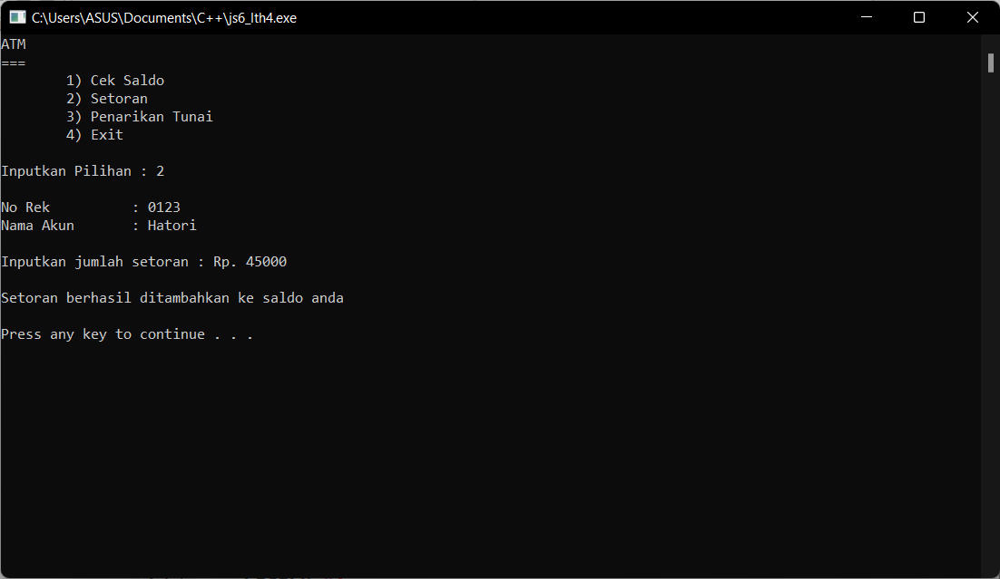 C:\Users\ASUS\Documents\C++\js6_lth4.exe
ATM
===
1) Cek Saldo
2) Setoran
3) Penarikan Tunai
4) Exit
Inputkan Pilihan : 2
No Rek : 0123
Nama Akun : Hatori
Inputkan jumlah setoran : Rp. 45000
Setoran berhasil ditambahkan ke saldo anda
Press any key to continue . . .